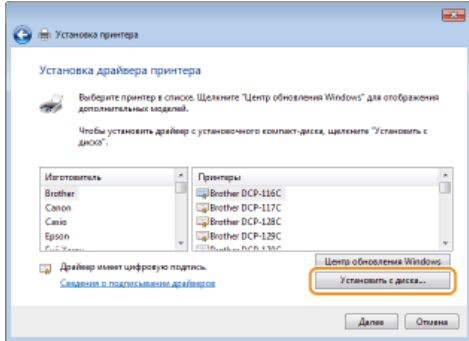 Установка принтера
Установка драйвера принтера
Выберите принтер в списке. Щелкните "Центр обновления Windows" для отображения
дополнительных моделей.
Чтобы установить драйвер с установочного компакт-диска, щелкните "Установить с
диска".
Изготовитель
Brother
Canon
Casio
Epson
Принтеры
Brother DCP-116C
Brother DCP-117C
Brother DCP-128C
Brother DCP-129C
Драйвер имеет цифровую подпись.
Сведения о подписывании драйверов
Центр обновления Windows
Установить с диска...
Далее
Отмена